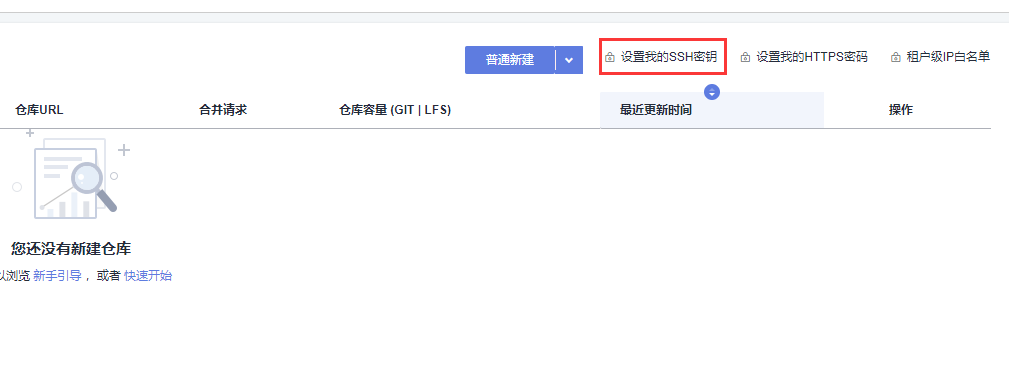 普通新建 设置我的SSH密钥 设置我的HTTPS密码 租户级IP白名单
仓库URL 合并请求 仓库容量 (GIT | LFS) 最近更新时间 操作
您还没有新建仓库
以浏览 新手引导 ，或者 快速开始